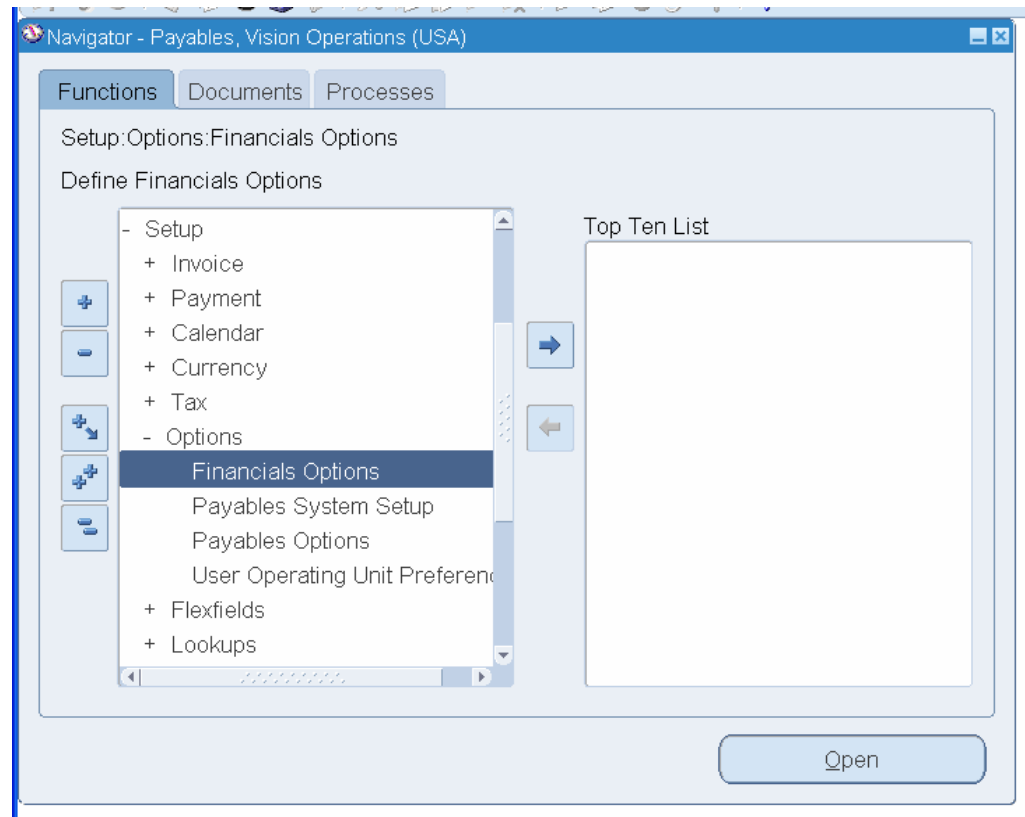 Navigator - Payables, Vision Operations (USA)
Functions Documents Processes
Setup:Options:Financials Options
Define Financials Options
Top Ten List
- Setup
+ Invoice
+ Payment
+ Calendar
+ Currency
+ Tax
- Options
Financials Options
Payables System Setup
Payables Options
User Operating Unit Preferenc
+ Flexfields
+ Lookups
Open